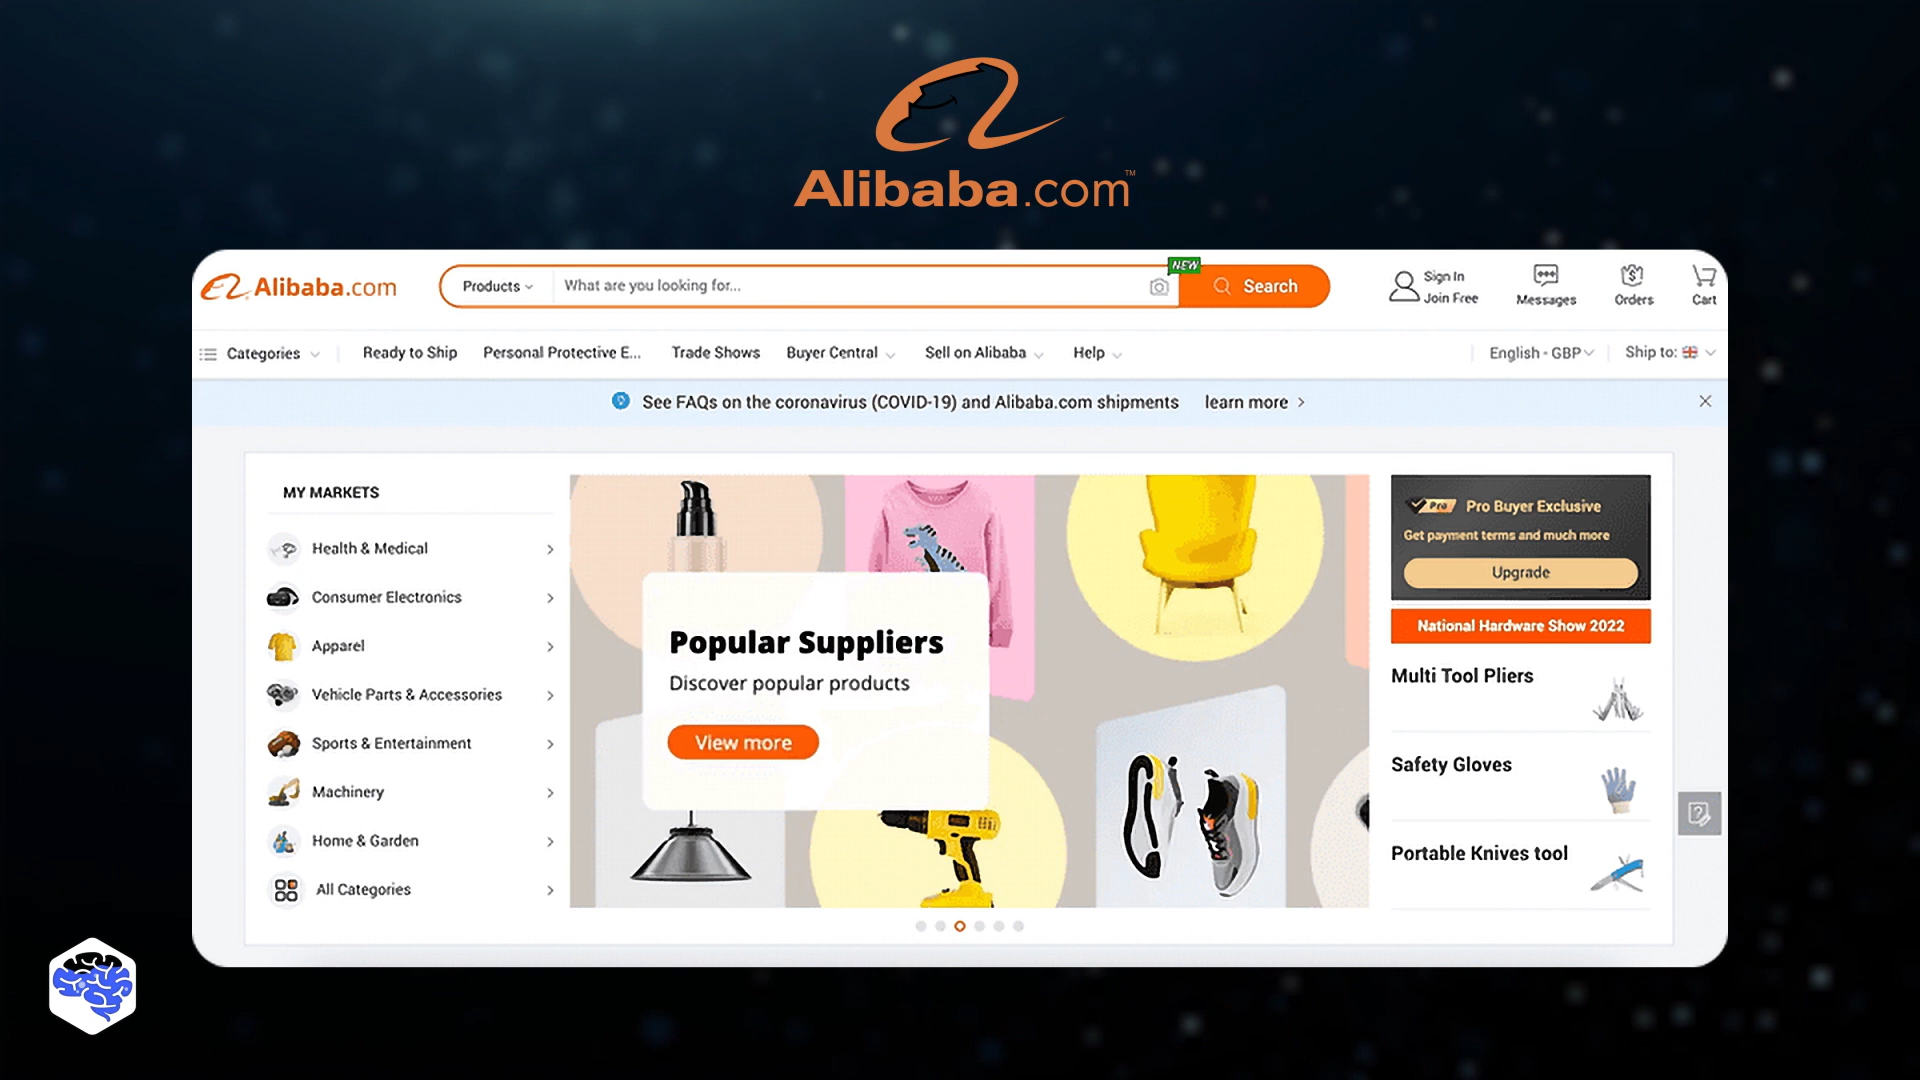 Alibaba.com™
Alibaba.com
Products
What are you looking for...
NEW
Search
Sign In
Join Free
Messages
Orders
Cart
Categories
Ready to Ship
Personal Protective E...
Trade Shows
Buyer Central
Sell on Alibaba
Help
English - GBP
Ship to:
See FAQs on the coronavirus (COVID-19) and Alibaba.com shipments learn more
MY MARKETS
Health & Medical
Consumer Electronics
Apparel
Vehicle Parts & Accessories
Sports & Entertainment
Machinery
Home & Garden
All Categories
Popular Suppliers
Discover popular products
View more
Pro Pro Buyer Exclusive
Get payment terms and much more
Upgrade
National Hardware Show 2022
Multi Tool Pliers
Safety Gloves
Portable Knives tool